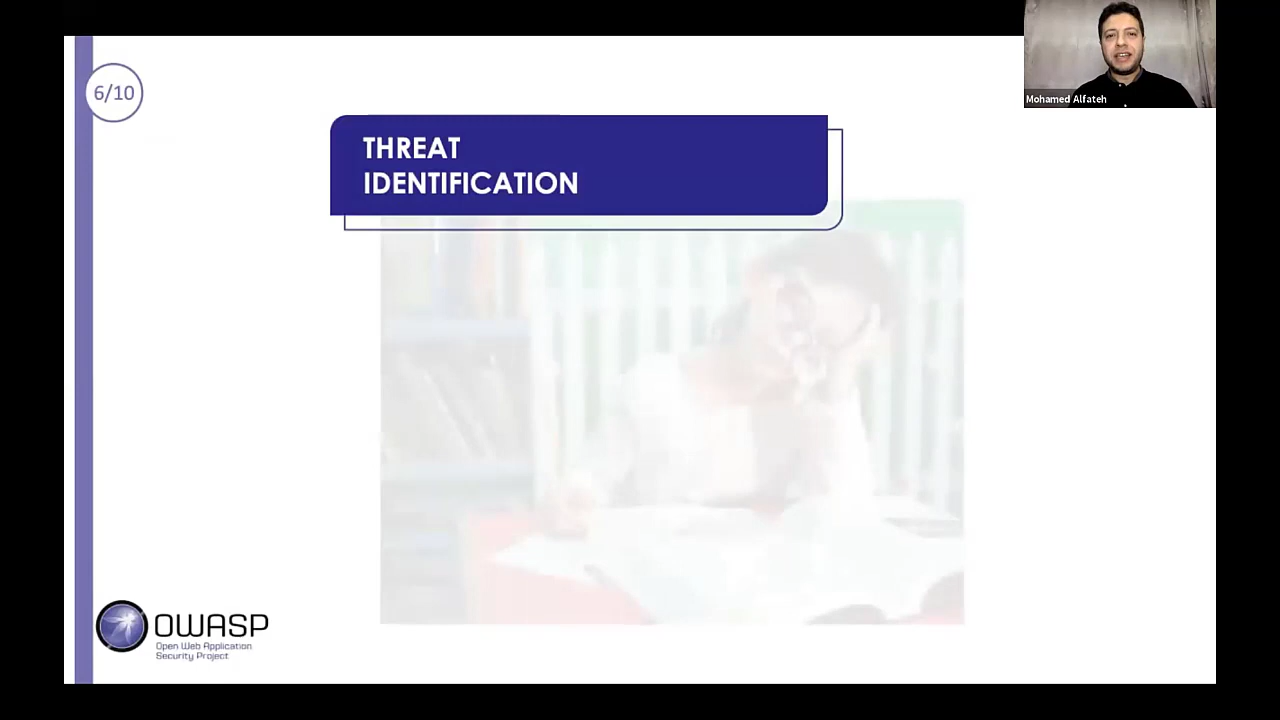 6/10
THREAT
IDENTIFICATION
Mohamed Alfateh
OWASP
Open Web Application
Security Project